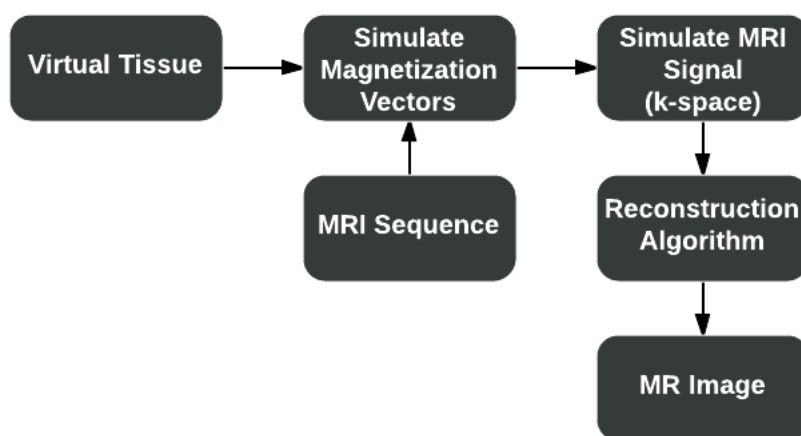 Virtual Tissue
Simulate
Magnetization
Vectors
Simulate MRI
Signal
(k-space)
MRI Sequence
Reconstruction
Algorithm
MR Image